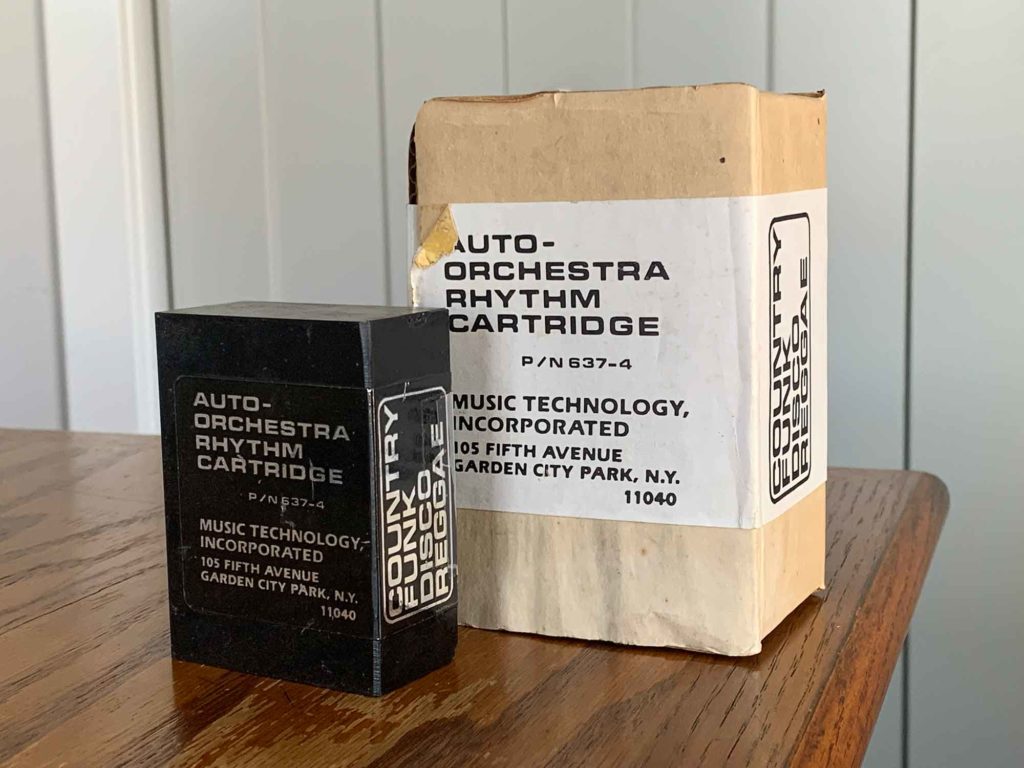 AUTO-
ORCHESTRA
RHYTHM
CARTRIDGE
P/N 637-4
MUSIC TECHNOLOGY,
INCORPORATED
105 FIFTH AVENUE
GARDEN CITY PARK, N.Y.
11040
COUNTRY
FUNK
DISCO
REGGAE
AUTO-
ORCHESTRA
RHYTHM
CARTRIDGE
P/N 637-4
MUSIC TECHNOLOGY,
INCORPORATED
105 FIFTH AVENUE
GARDEN CITY PARK, N.Y.
11040
COUNTRY
FUNK
DISCO
REGGAE